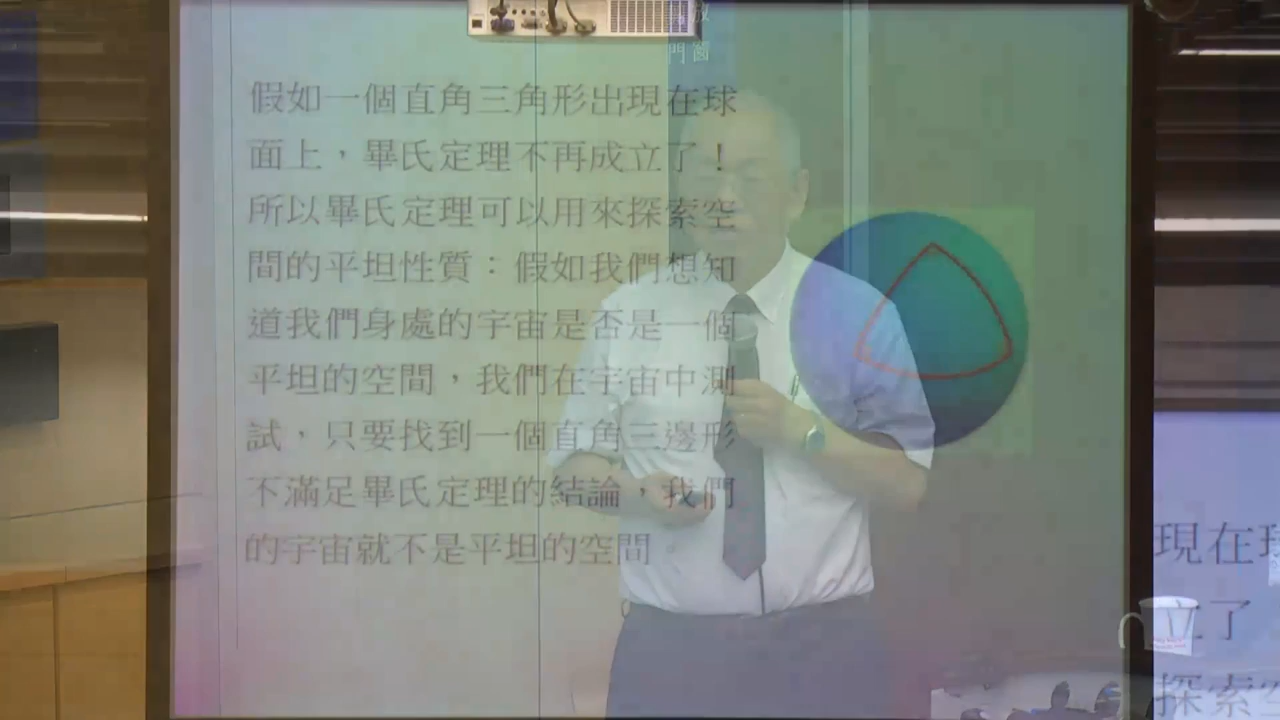 門窗
假如一個直角三角形出現在球
面上，畢氏定理不再成立了！
所以畢氏定理可以用來探索空
間的平坦性質：假如我們想知
道我們身處的宇宙是否是一個
平坦的空間，我們在宇宙中測
試，只要找到一個直角三邊形
不滿足畢氏定理的結論，我們
的宇宙就不是平坦的空間。
現在球
立了
探索空